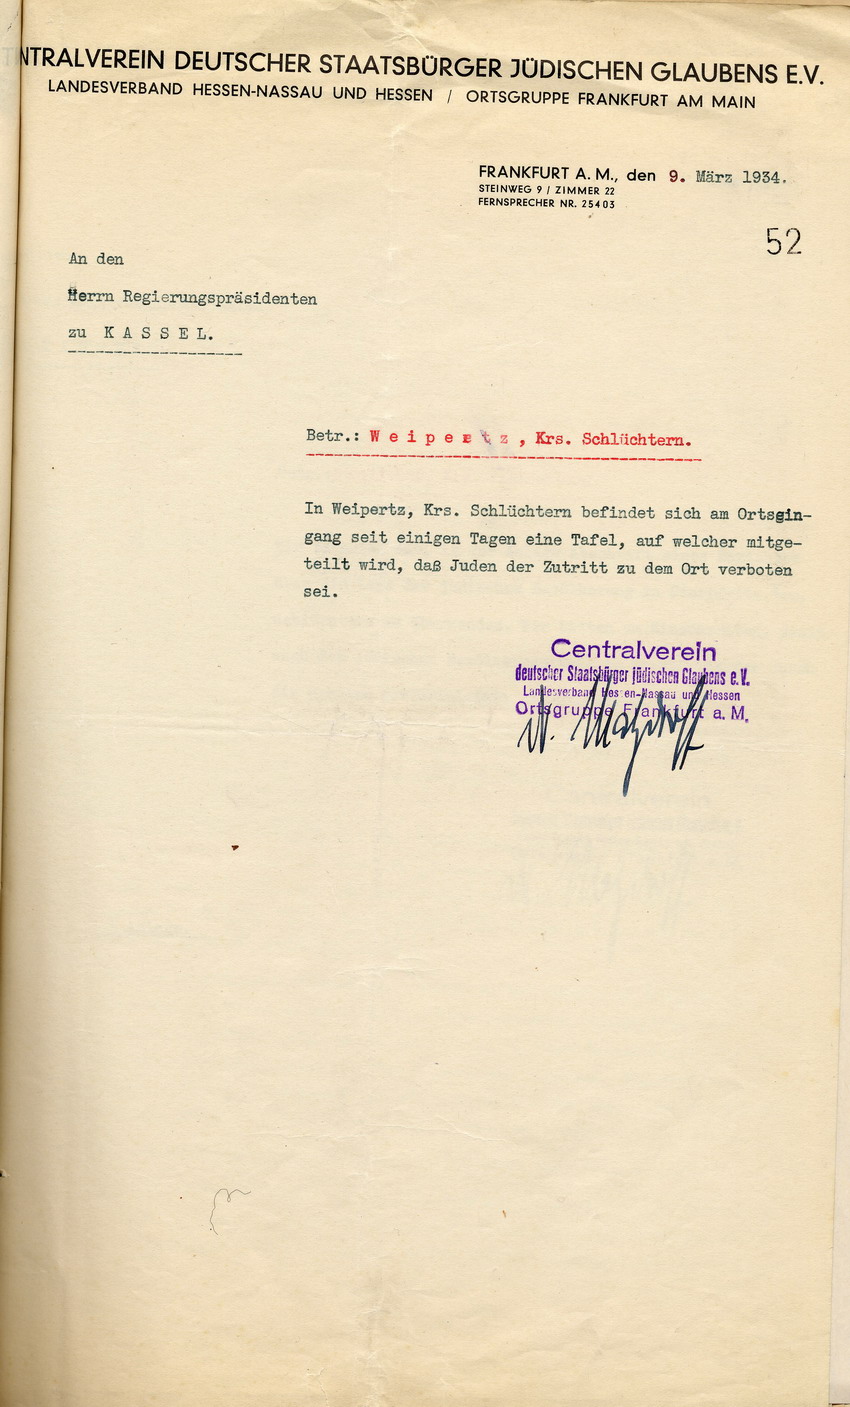 NTRALVEREIN DEUTSCHER STAATSBÜRGER JÜDISCHEN GLAUBENS E.V.
LANDESVERBAND HESSEN-NASSAU UND HESSEN / ORTSGRUPPE FRANKFURT AM MAIN
FRANKFURT A. M., den 9. März 1934.
STEINWEG 9 / ZIMMER 22
FERNSPRECHER NR. 25403
52
An den
Herrn Regierungspräsidenten
zu K A S S E L.
Betr.: W e i p e r t z , Krs. Schlüchtern.
In Weipertz, Krs. Schlüchtern befindet sich am Ortsgin-
gang seit einigen Tagen eine Tafel, auf welcher mitge-
teilt wird, daß Juden der Zutritt zu dem Ort verboten
sei.
Centralverein
deutscher Staatsbürger jüdischen Glaubens e.V.
Landesverband Hessen-Nassau und Hessen
Ortsgruppe Frankfurt a. M.